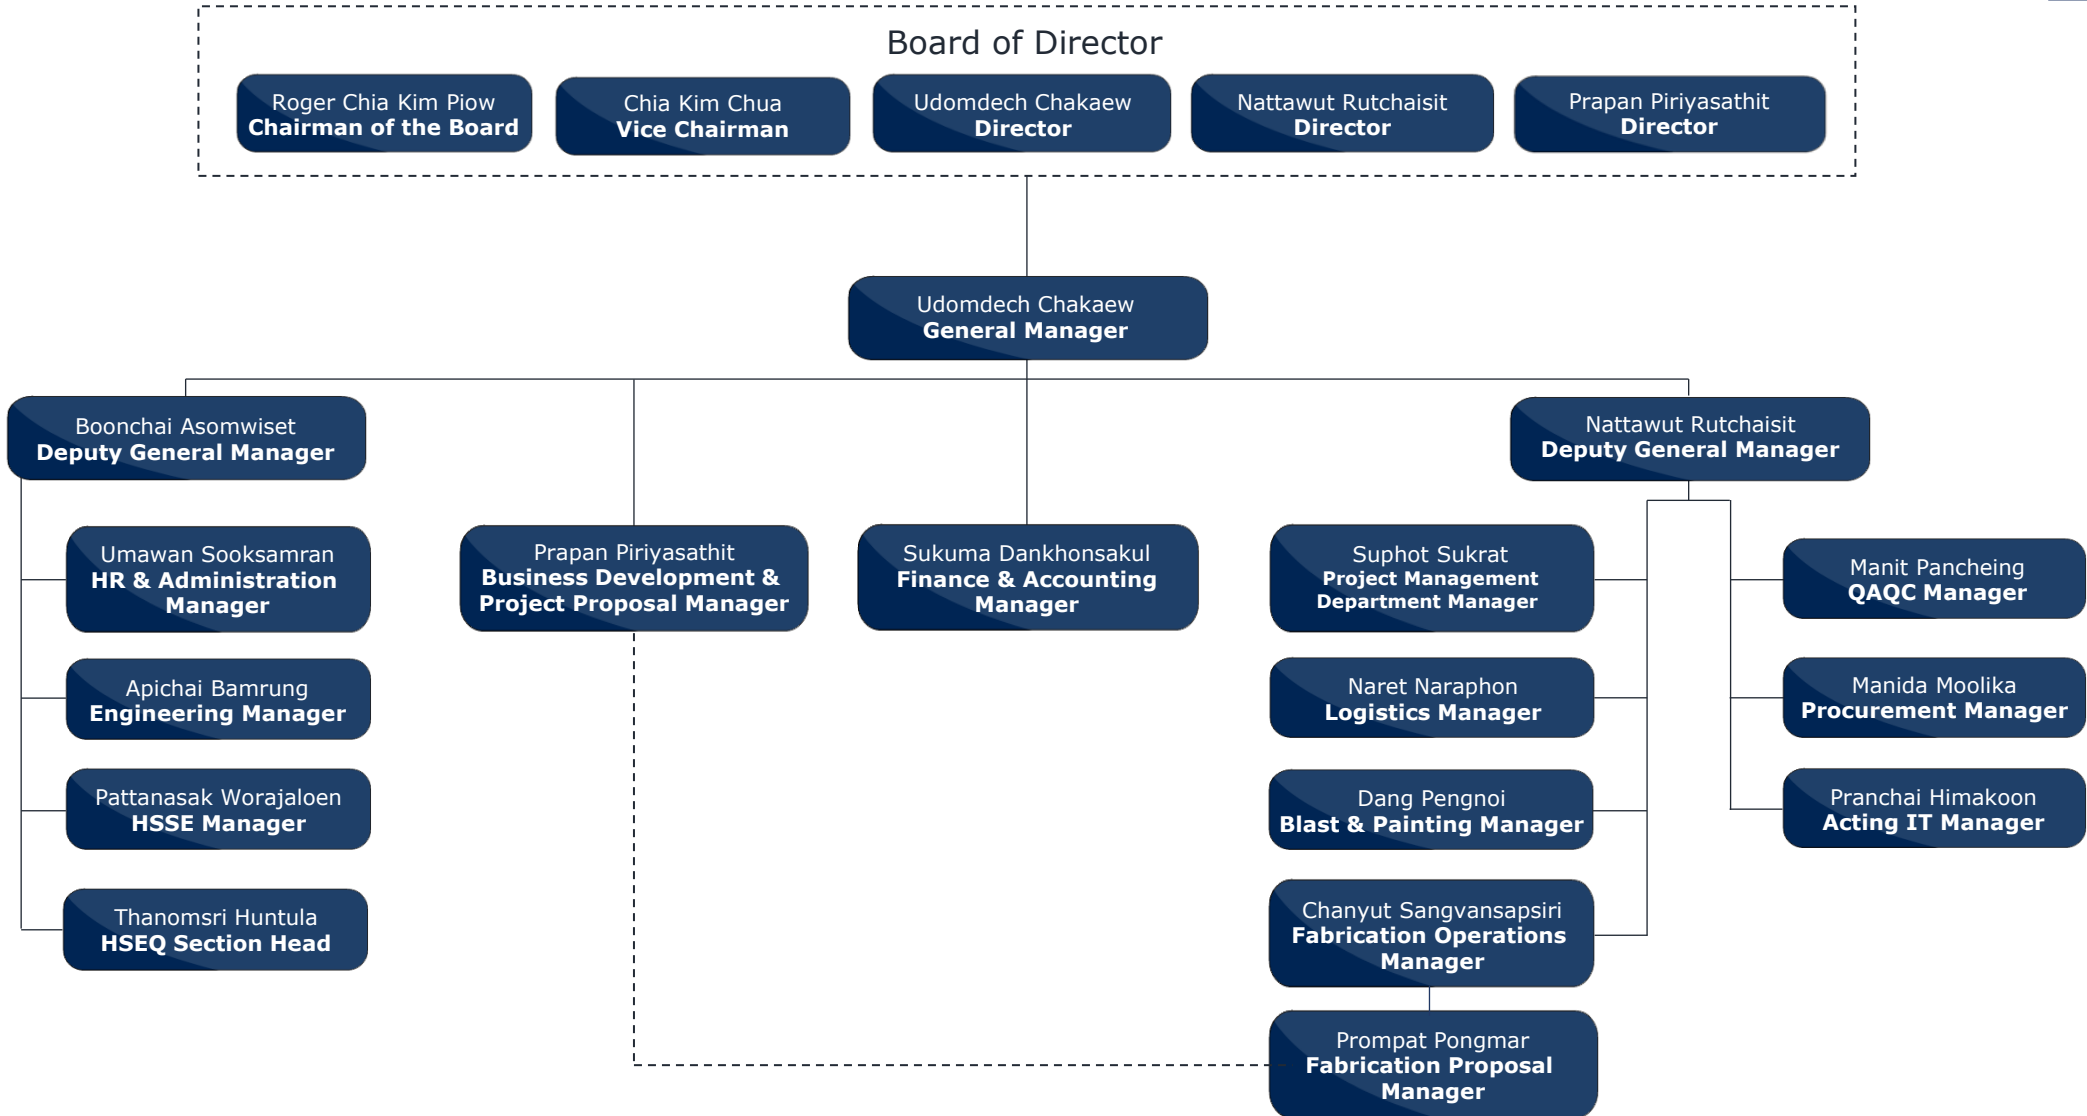 Board of Director
Roger Chia Kim Piow
Chairman of the Board
Chia Kim Chua
Vice Chairman
Udomdech Chakaew
Director
Nattawut Rutchaisit
Director
Prapan Piriyasathit
Director
Udomdech Chakaew
General Manager
Boonchai Asomwiset
Deputy General Manager
Nattawut Rutchaisit
Deputy General Manager
Umawan Sooksamran
HR & Administration
Manager
Apichai Bamrung
Engineering Manager
Pattanasak Worajaloen
HSSE Manager
Thanomsri Huntula
HSEQ Section Head
Prapan Piriyasathit
Business Development &
Project Proposal Manager
Sukuma Dankhonsakul
Finance & Accounting
Manager
Suphot Sukrat
Project Management
Department Manager
Naret Naraphon
Logistics Manager
Dang Pengnoi
Blast & Painting Manager
Chanyut Sangvansapsiri
Fabrication Operations
Manager
Prompat Pongmar
Fabrication Proposal
Manager
Manit Pancheing
QAQC Manager
Manida Moolika
Procurement Manager
Pranchai Himakoon
Acting IT Manager